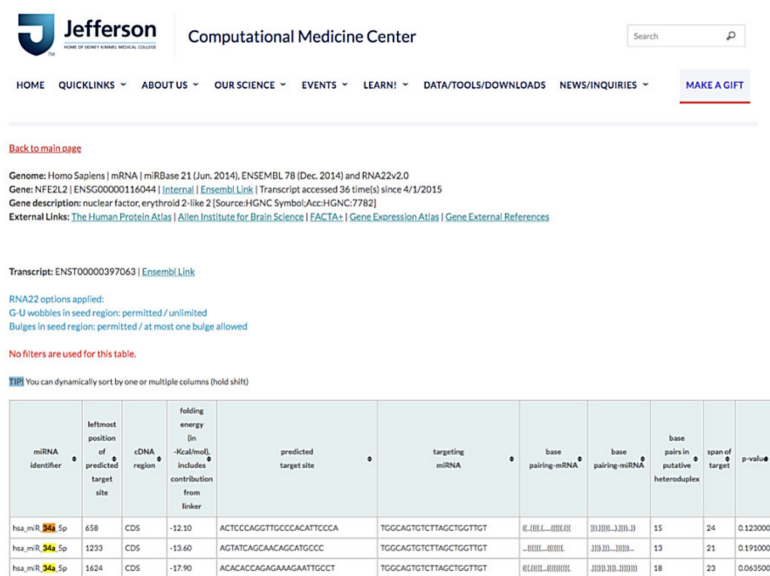 Jefferson
HOME OF SIDNEY KIMMEL MEDICAL COLLEGE
Computational Medicine Center
Search
HOME QUICKLINKS ABOUT US OUR SCIENCE EVENTS LEARN! DATA/TOOLS/DOWNLOADS NEWS/INQUIRIES MAKE A GIFT
Back to main page
Genome: Homo Sapiens | mRNA | miRBase 21 (Jun. 2014), ENSEMBL 78 (Dec. 2014) and RNA22v2.0
Gene: NFE2L2 | ENSG00000116044 | Internal | Ensembl Link | Transcript accessed 36 time(s) since 4/1/2015
Gene description: nuclear factor, erythroid 2-like 2 [Source:HGNC Symbol;Acc:HGNC:7782]
External Links: The Human Protein Atlas | Allen Institute for Brain Science | FACTA+ | Gene Expression Atlas | Gene External References
Transcript: ENST00000397063 | Ensembl Link
RNA22 options applied:
G-U wobbles in seed region: permitted / unlimited
Bulges in seed region: permitted / at most one bulge allowed
No filters are used for this table.
TIP! You can dynamically sort by one or multiple columns (hold shift)
miRNA identifier
leftmost position of predicted target site
cDNA region
folding energy (in -Kcal/mol), includes contribution from linker
predicted target site
targeting miRNA
base pairing-mRNA
base pairing-miRNA
base pairs in putative heteroduplex
span of target
p-value
hsa_miR_34a_5p 658 CDS -12.10 ACTCCCAGGTTGCCCACATTCCCA TGGCAGTGTCTTAGCTGGTTGT 15 24 0.123000
hsa_miR_34a_5p 1233 CDS -13.60 AGTATCAGCAACAGCATGCCC TGGCAGTGTCTTAGCTGGTTGT 13 21 0.191000
hsa_miR_34a_5p 1624 CDS -17.90 ACACACCAGAGAAAGAATTGCCT TGGCAGTGTCTTAGCTGGTTGT 18 23 0.063500